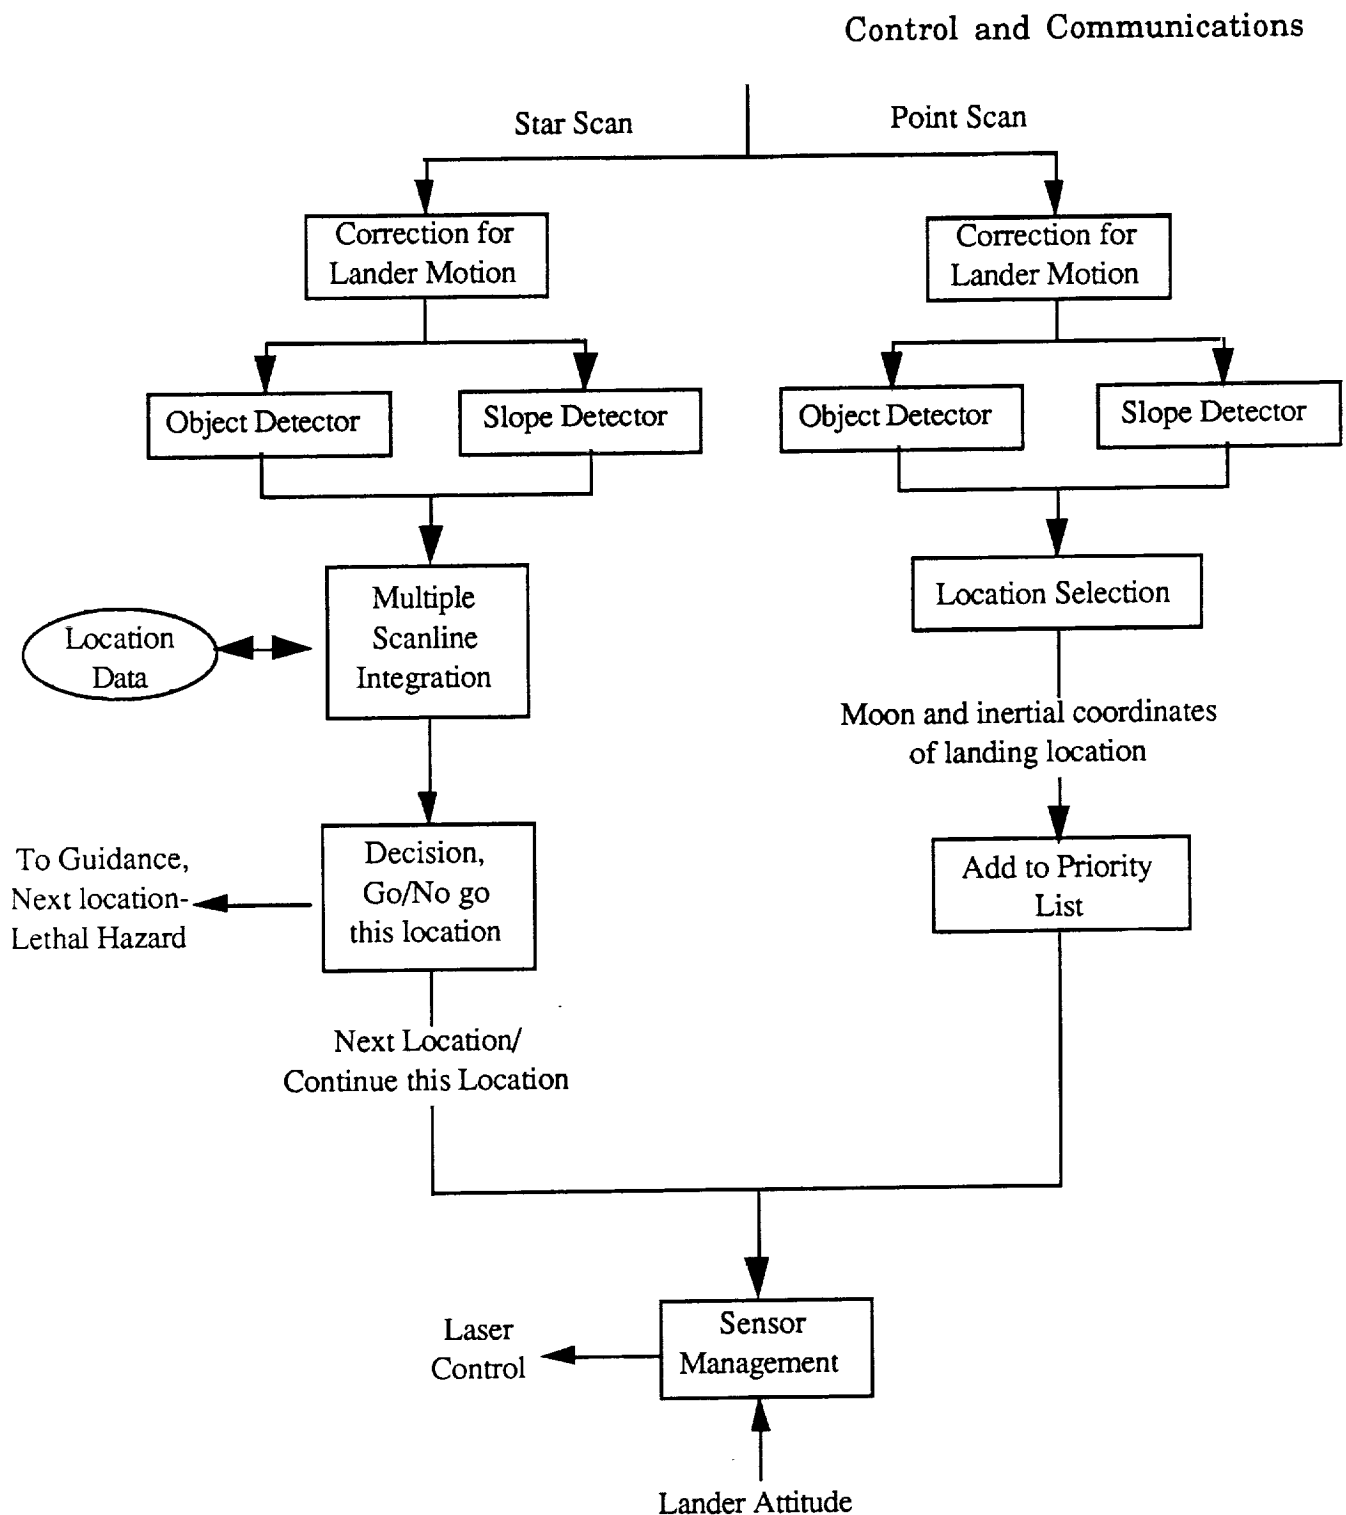 Control and Communications
Star Scan
Point Scan
Correction for
Lander Motion
Correction for
Lander Motion
Object Detector
Slope Detector
Object Detector
Slope Detector
Multiple
Scanline
Integration
Location
Data
Location Selection
Moon and inertial coordinates
of landing location
Decision,
Go/No go
this location
To Guidance,
Next location-
Lethal Hazard
Add to Priority
List
Next Location/
Continue this Location
Sensor
Management
Laser
Control
Lander Attitude